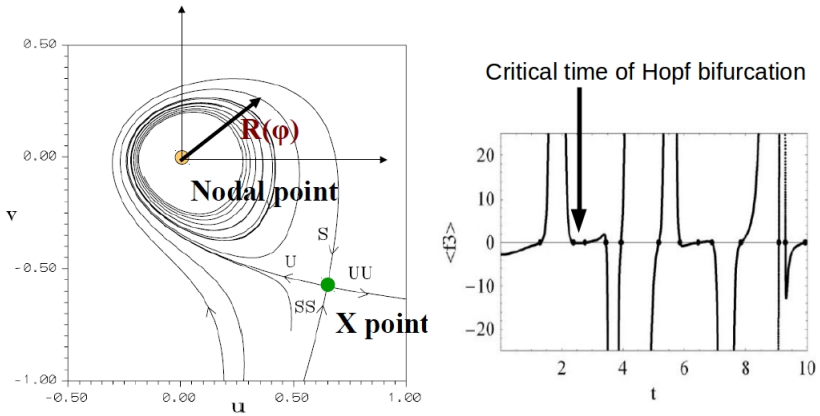 0.50
R(φ)
0.00
Nodal point
v
S
U
UU
-0.50
SS
X point
-1.00
-0.50
0.00
0.50
1.00
u
Critical time of Hopf bifurcation
20
10
0
-10
-20
<f3>
2
4
6
8
10
t